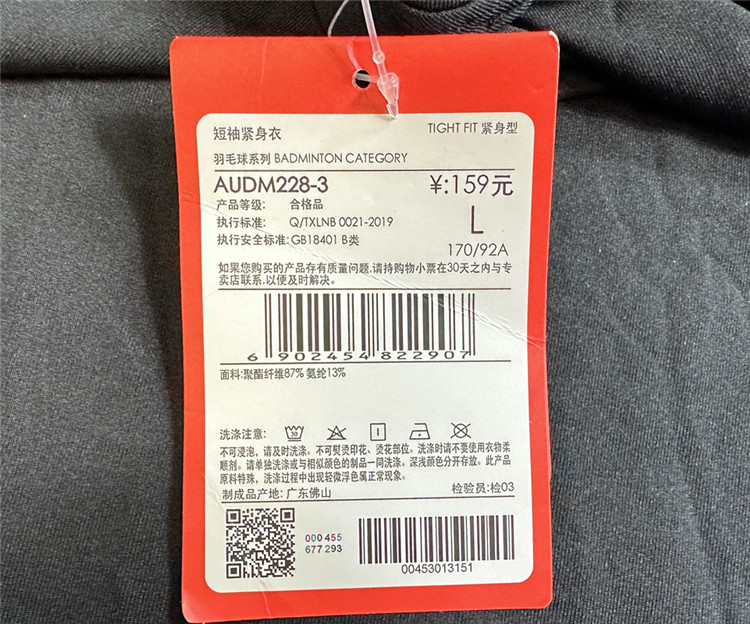 短袖紧身衣
TIGHT FIT 紧身型
羽毛球系列 BADMINTON CATEGORY
AUDM228-3
¥:159元
产品等级: 合格品
执行标准: Q/TXLNB 0021-2019
L
执行安全标准:GB18401 B类
170/92A
如果您购买的产品存有质量问题,请持购物小票在30天之内与专
卖店联系,以便及时解决。
6 902454 822907
面料:聚酯纤维87% 氨纶13%
洗涤注意:
不可浸泡，请及时洗涤。不可熨烫印花、烫花部位。洗涤时请不要使用衣物柔
顺剂。请单独洗涤或与相似颜色的制品一同洗涤。深浅颜色分开存放。此产品
原料特殊，洗涤过程中出现轻微浮色属正常现象。
制成品产地: 广东佛山
检验员:检03
000 455
677 293
00453013151